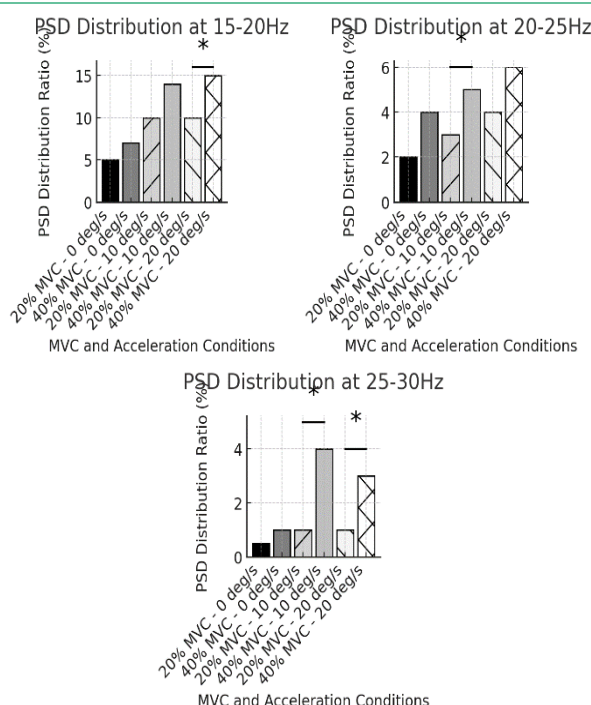 PSD Distribution at 15-20Hz
*
PSD Distribution Ratio (%)
15
10
5
0
20% MVC - 0 deg/s
40% MVC - 0 deg/s
20% MVC - 10 deg/s
40% MVC - 10 deg/s
20% MVC - 20 deg/s
40% MVC - 20 deg/s
MVC and Acceleration Conditions
PSD Distribution at 20-25Hz
*
PSD Distribution Ratio (%)
6
4
2
0
20% MVC - 0 deg/s
40% MVC - 0 deg/s
20% MVC - 10 deg/s
40% MVC - 10 deg/s
20% MVC - 20 deg/s
40% MVC - 20 deg/s
MVC and Acceleration Conditions
PSD Distribution at 25-30Hz
*
*
PSD Distribution Ratio (%)
4
2
0
20% MVC - 0 deg/s
40% MVC - 0 deg/s
20% MVC - 10 deg/s
40% MVC - 10 deg/s
20% MVC - 20 deg/s
40% MVC - 20 deg/s
MVC and Acceleration Conditions